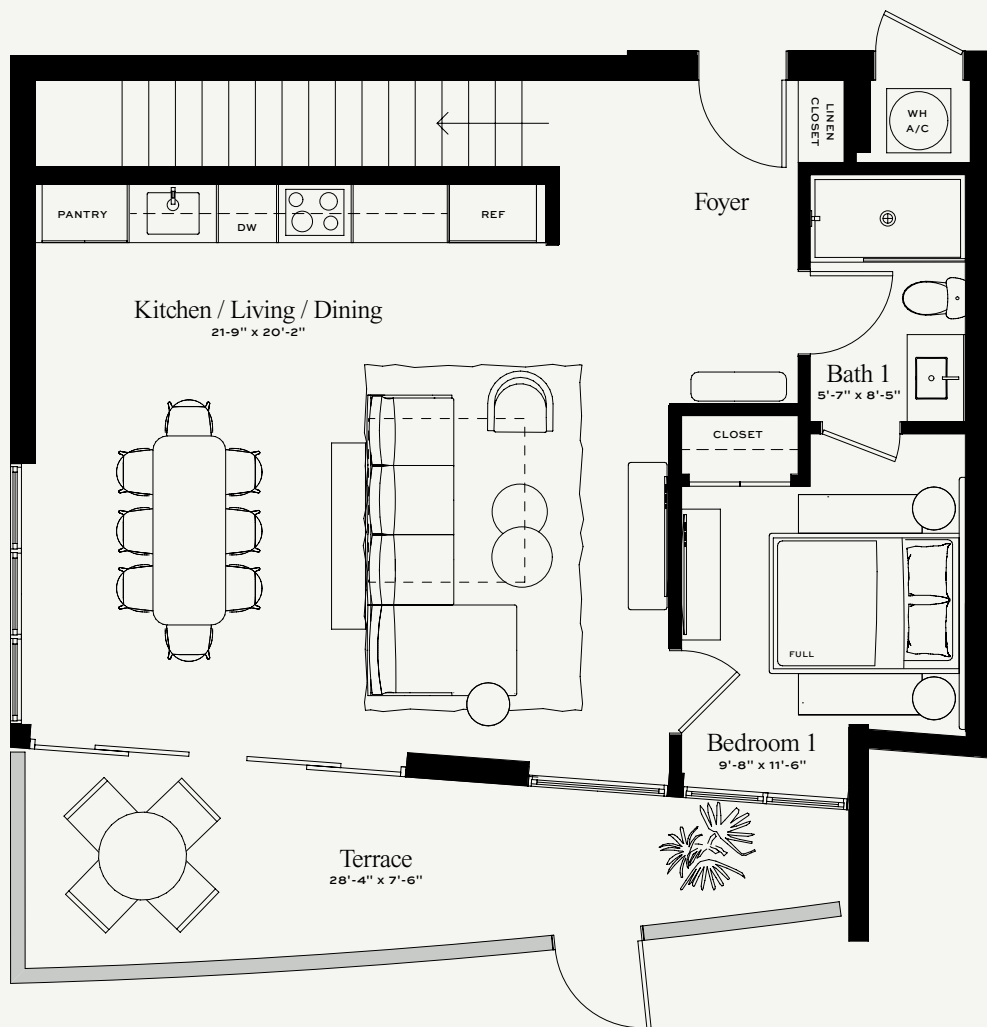 WH
A/C
LINEN
CLOSET
Foyer
PANTRY
DW
REF
Kitchen / Living / Dining
21-9" x 20'-2"
Bath 1
5'-7" x 8'-5"
CLOSET
FULL
Bedroom 1
9'-8" x 11'-6"
Terrace
28'-4" x 7'-6"